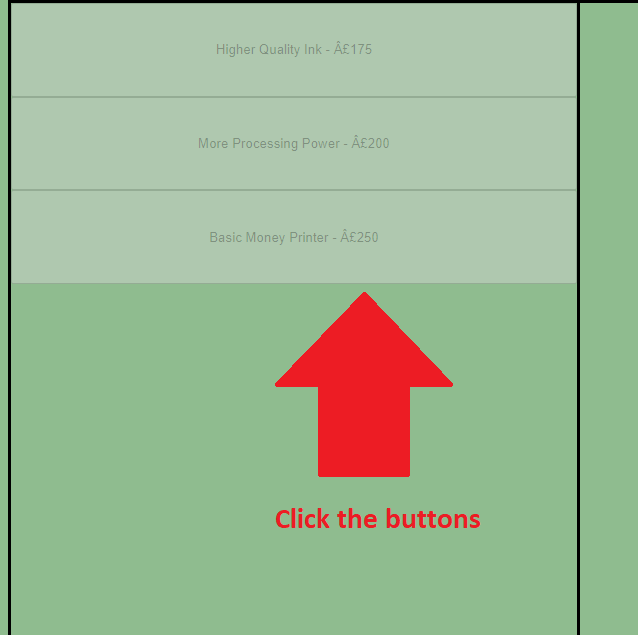 Higher Quality Ink - Â£175
More Processing Power - Â£200
Basic Money Printer - Â£250
Click the buttons